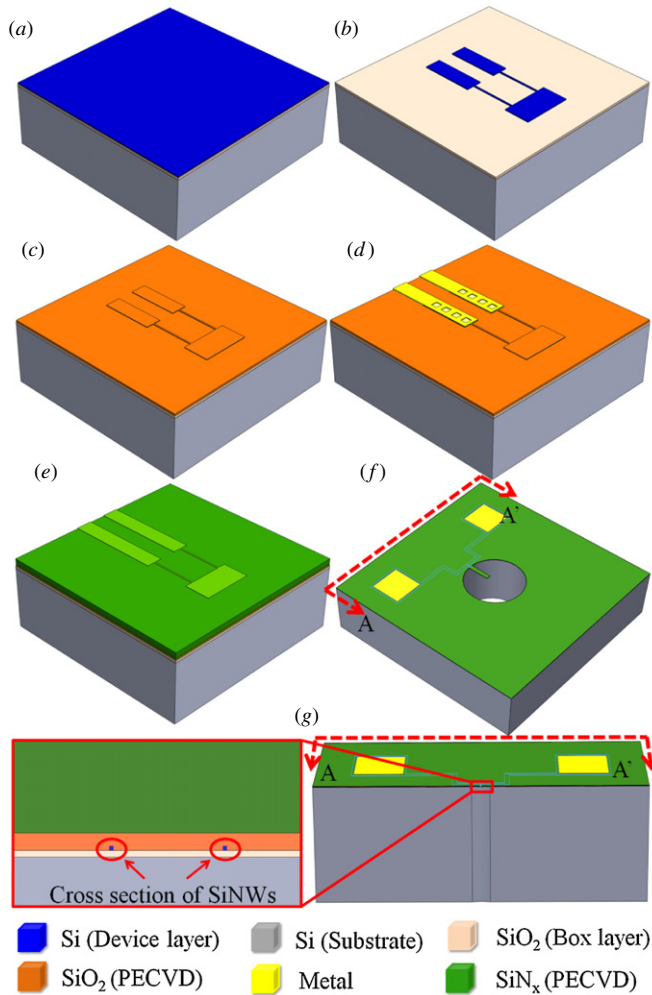 (a)
(b)
(c)
(d)
(e)
(f)
A`
A
(g)
A
A`
Cross section of SiNWs
Si (Device layer)
Si (Substrate)
SiO₂ (Box layer)
SiO₂ (PECVD)
Metal
SiNₓ (PECVD)